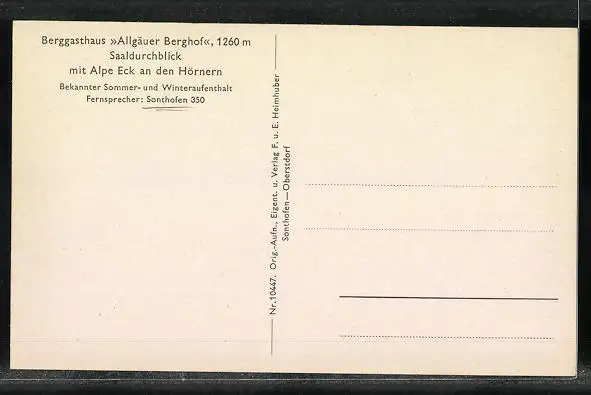 Berggasthaus »Allgäuer Berghof«, 1260 m
Saaldurchblick
mit Alpe Eck an den Hörnern
Bekannter Sommer- und Winteraufenthalt
Fernsprecher: Sonthofen 350
Nr. 10447. Orig.-Aufn., Eigent. u. Verlag F. u. E. Heimhuber
Sonthofen—Oberstdorf